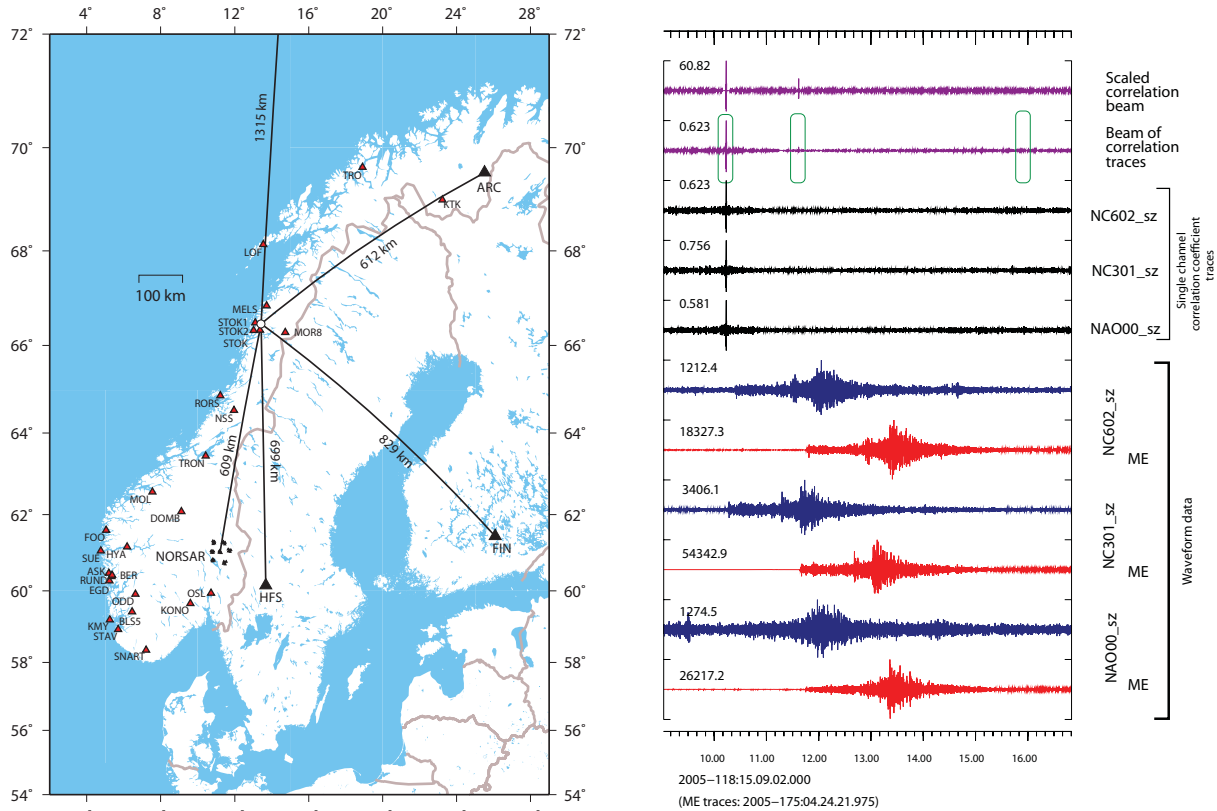 4° 8° 12° 16° 20° 24° 28°
72° 72°
70° 70°
68° 68°
66° 66°
64° 64°
62° 62°
60° 60°
58° 58°
56° 56°
54° 54°
4° 8° 12° 16° 20° 24° 28°
1315 km
TRO
ARC
KTK
LOF
612 km
100 km
MELS
STOK1
STOK2
STOK
MOR8
RORS
NSS
609 km
699 km
829 km
TRON
MOL
DOMB
FOO
NORSAR
FIN
SUE
HYA
ASK
RUND
BER
EGD
ODD
OSL
HFS
KONO
KMY
BLS5
STAV
SNART
60.82
Scaled
correlation
beam
0.623
Beam of
correlation
traces
0.623
NC602_sz
0.756
NC301_sz
0.581
NAO00_sz
Single channel
correlation coefficient
traces
1212.4
NC602_sz
18327.3
ME
3406.1
NC301_sz
54342.9
ME
1274.5
NAO00_sz
26217.2
ME
Waveform data
10.00 11.00 12.00 13.00 14.00 15.00 16.00
2005−118:15.09.02.000
(ME traces: 2005−175:04.24.21.975)